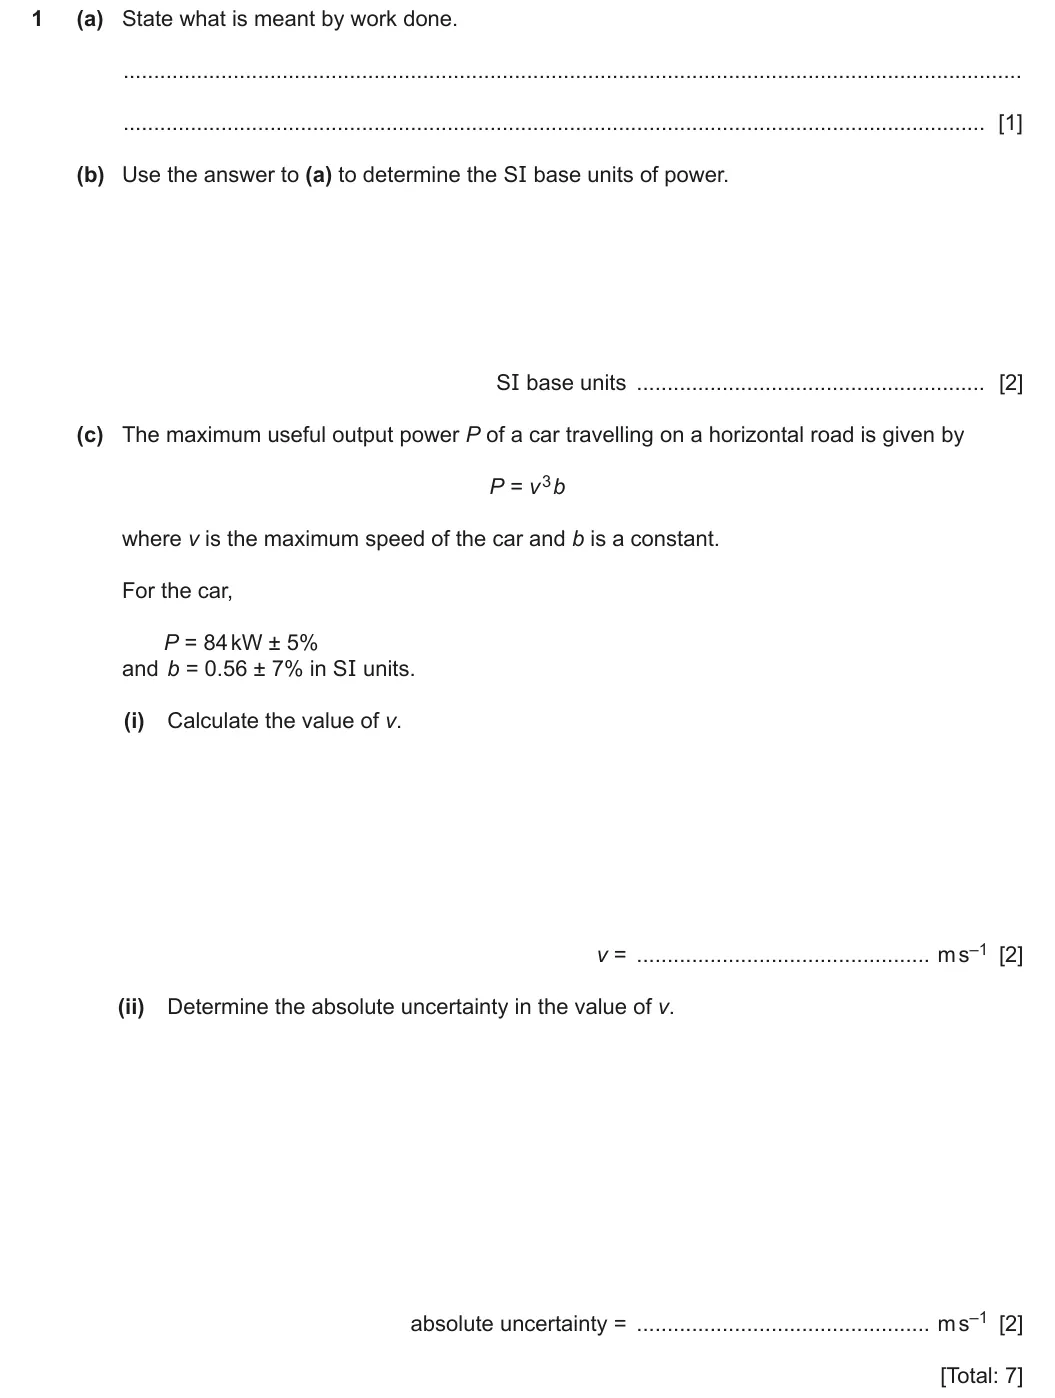 1 (a) State what is meant by work done.
..........................................................................................................................................................
.................................................................................................................................................... [1]
(b) Use the answer to (a) to determine the SI base units of power.
SI base units ......................................................... [2]
(c) The maximum useful output power P of a car travelling on a horizontal road is given by
P = v³b
where v is the maximum speed of the car and b is a constant.
For the car,
P = 84 kW ± 5%
and b = 0.56 ± 7% in SI units.
(i) Calculate the value of v.
v = ................................................ m s⁻¹ [2]
(ii) Determine the absolute uncertainty in the value of v.
absolute uncertainty = ................................................ m s⁻¹ [2]
[Total: 7]